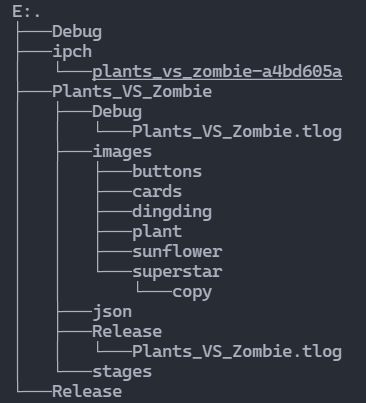 E:.
├───Debug
├───ipch
│   └───plants_vs_zombie-a4bd605a
├───Plants_VS_Zombie
│   ├───Debug
│   │   └───Plants_VS_Zombie.tlog
│   ├───images
│   │   ├───buttons
│   │   ├───cards
│   │   ├───dingding
│   │   ├───plant
│   │   ├───sunflower
│   │   └───superstar
│   │       └───copy
│   ├───json
│   ├───Release
│   │   └───Plants_VS_Zombie.tlog
│   └───stages
└───Release